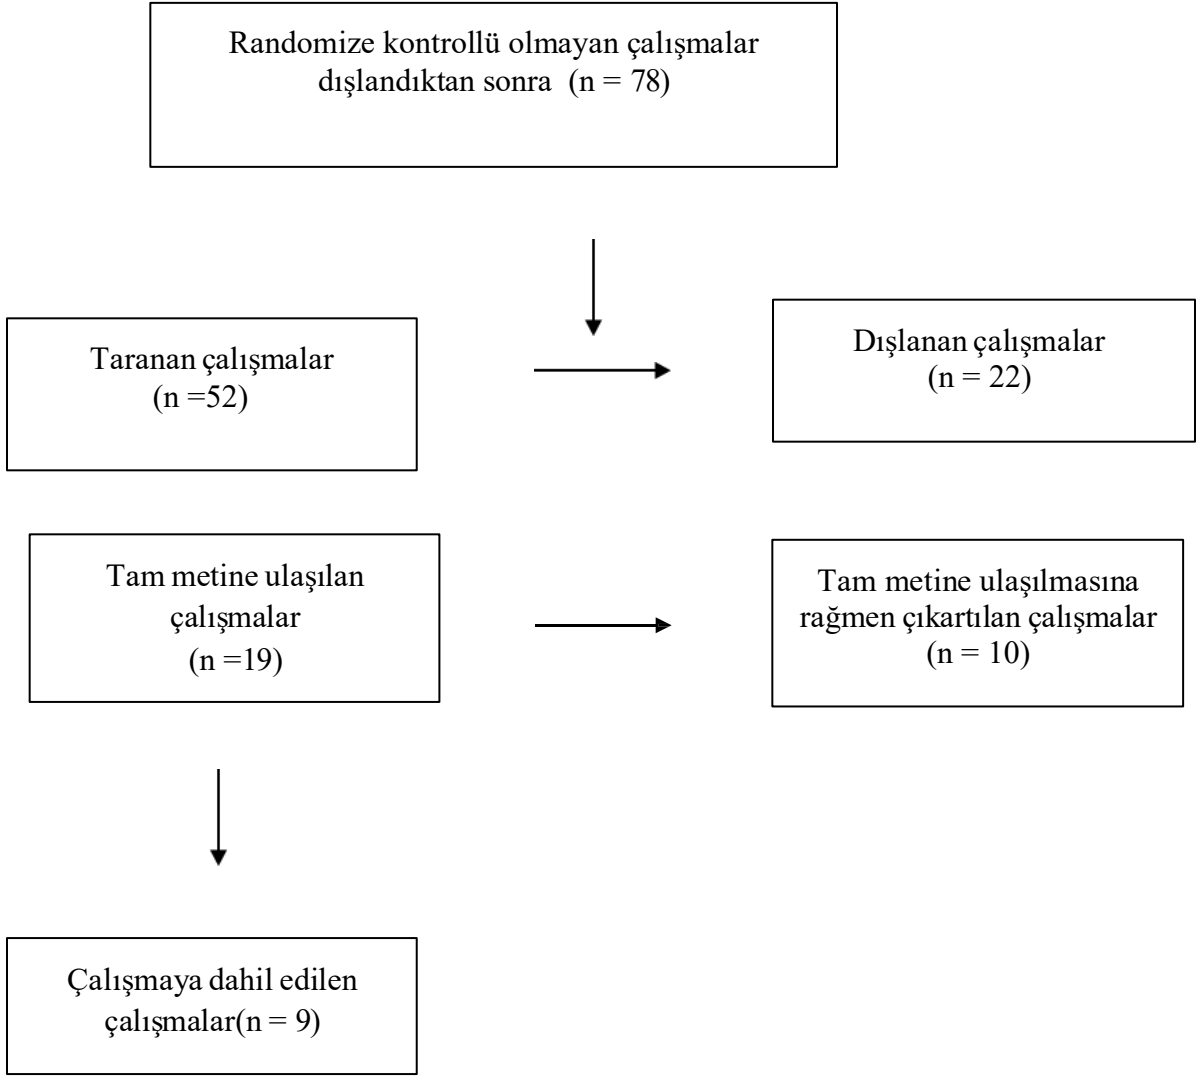 Randomize kontrollü olmayan çalışmalar
dışlandıktan sonra (n = 78)
Taranan çalışmalar
(n =52)
Dışlanan çalışmalar
(n = 22)
Tam metine ulaşılan
çalışmalar
(n =19)
Tam metine ulaşılmasına
rağmen çıkartılan çalışmalar
(n = 10)
Çalışmaya dahil edilen
çalışmalar(n = 9)